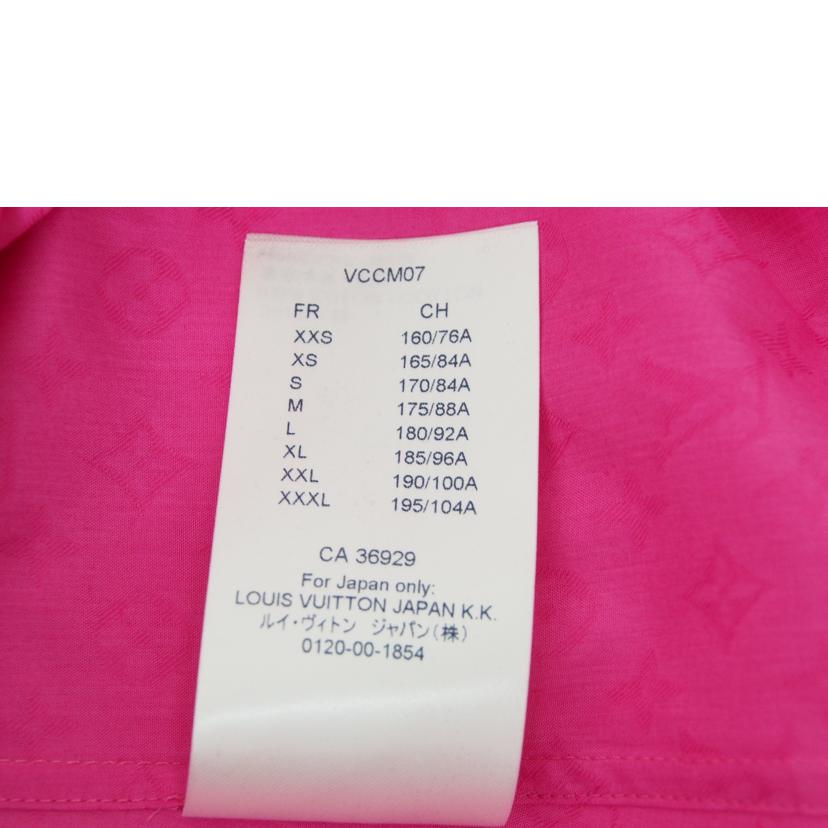 VCCM07
FR CH
XXS 160/76A
XS 165/84A
S 170/84A
M 175/88A
L 180/92A
XL 185/96A
XXL 190/100A
XXXL 195/104A
CA 36929
For Japan only:
LOUIS VUITTON JAPAN K.K.
ルイ・ヴィトン ジャパン(株)
0120-00-1854